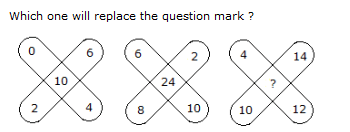 Which one will replace the question mark ?
0 6 6 2 4 14
10 24 ?
2 4 8 10 10 12